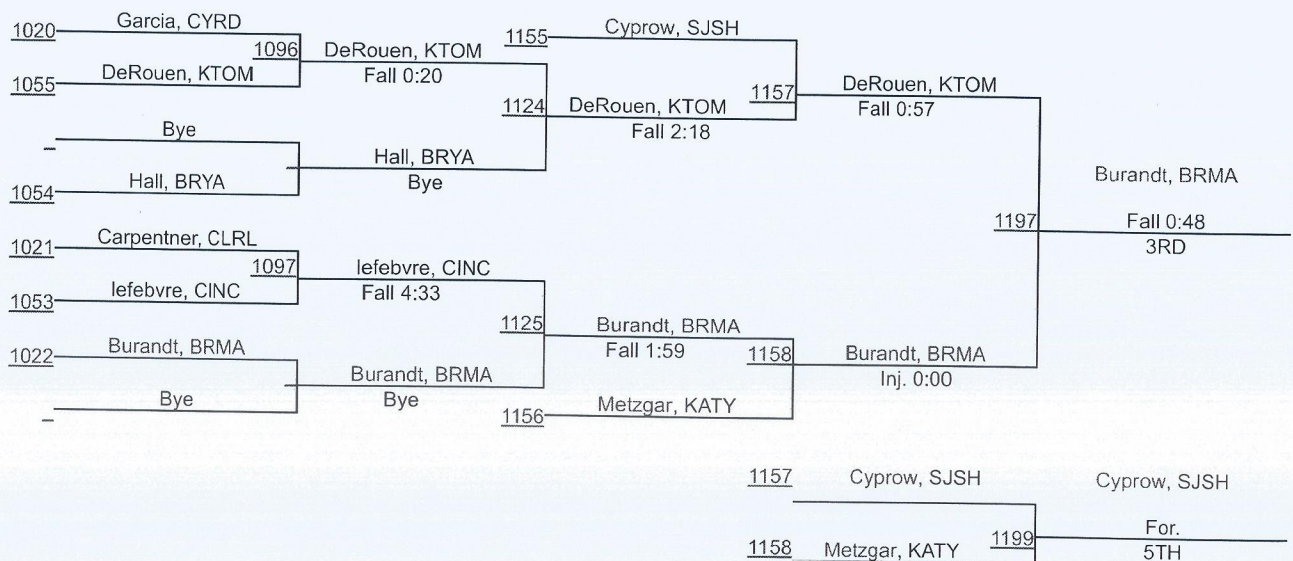 1020 Garcia, CYRD
1096
1055 DeRouen, KTOM
DeRouen, KTOM
Fall 0:20
Bye
1054 Hall, BRYA
Hall, BRYA
Bye
1021 Carpentner, CLRL
1097
1053 lefebvre, CINC
lefebvre, CINC
Fall 4:33
1022 Burandt, BRMA
Bye
Burandt, BRMA
Bye
1155 Cyprow, SJSH
1124 DeRouen, KTOM
Fall 2:18
1157 DeRouen, KTOM
Fall 0:57
1125 Burandt, BRMA
Fall 1:59
1156 Metzgar, KATY
1158 Burandt, BRMA
Inj. 0:00
1197
Burandt, BRMA
Fall 0:48
3RD
1157 Cyprow, SJSH
1158 Metzgar, KATY
1199
Cyprow, SJSH
For.
5TH